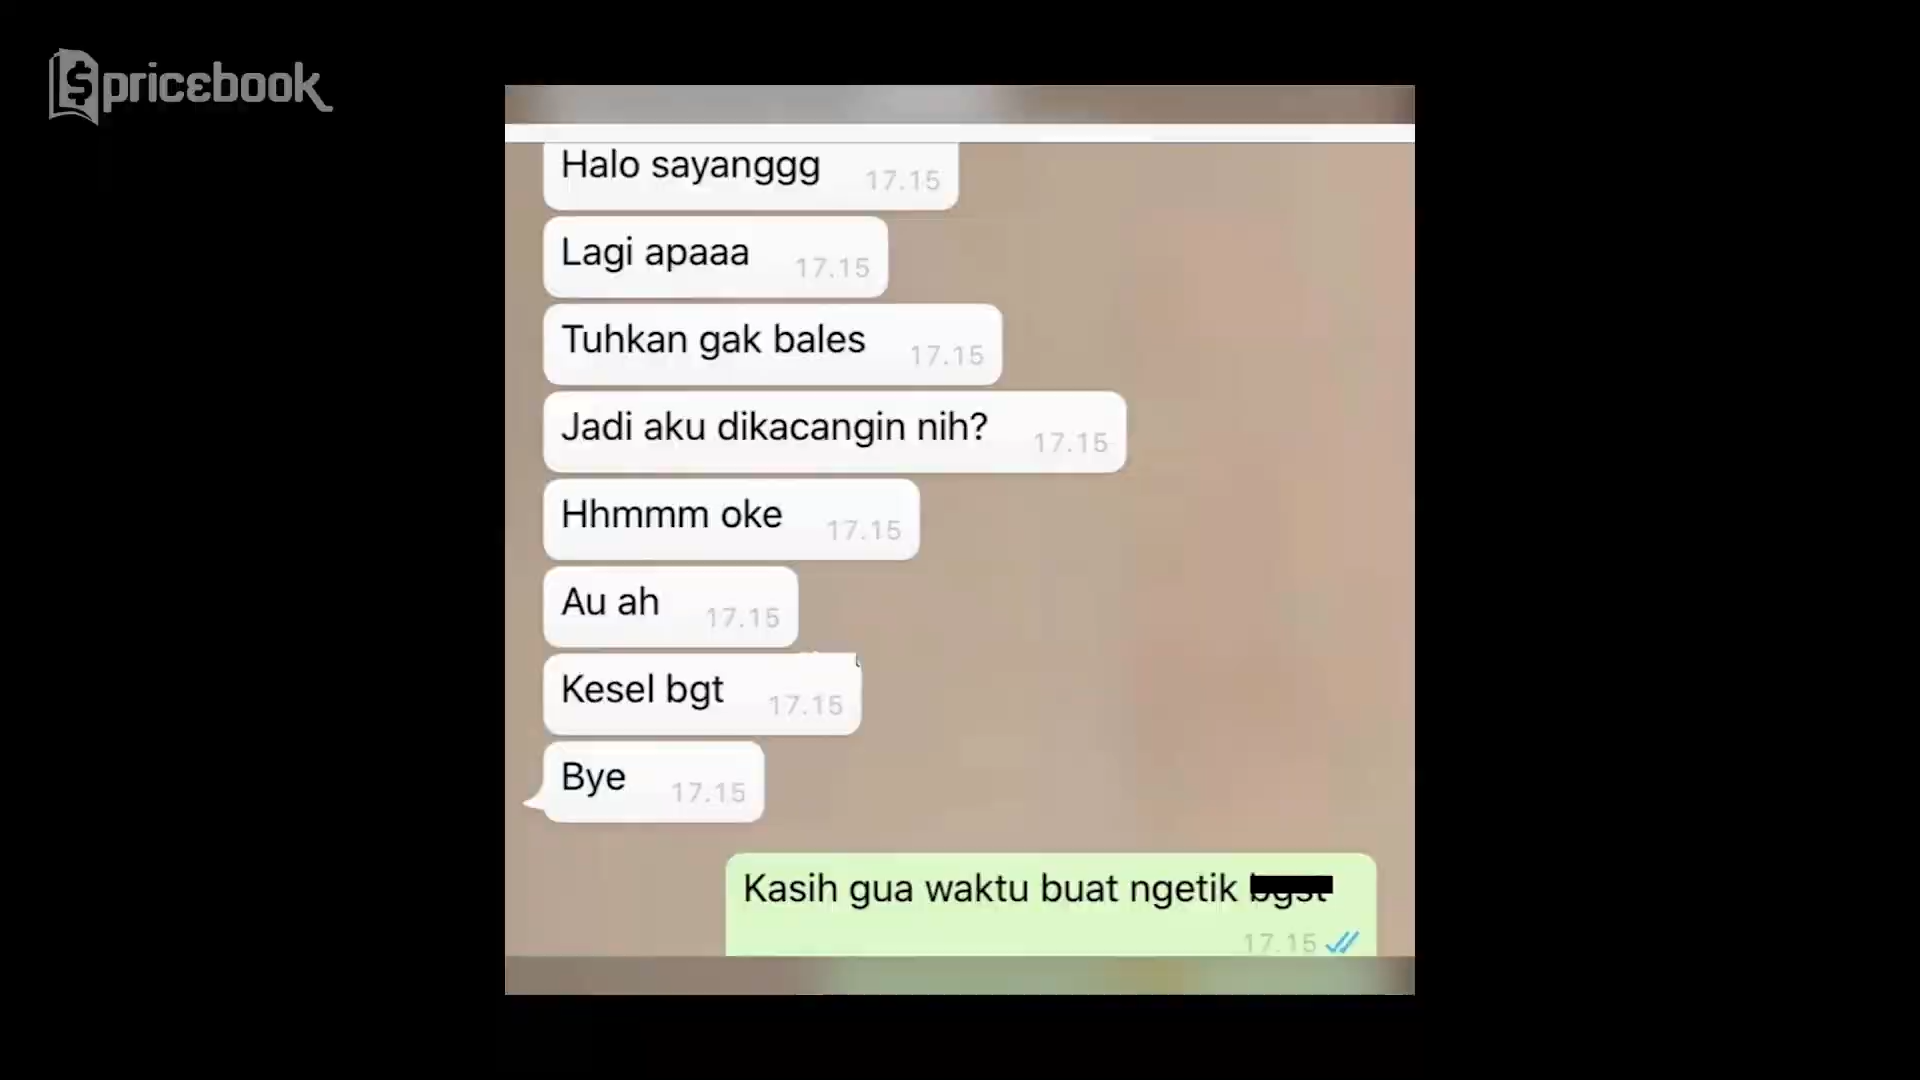 pricebook
Halo sayanggg 17.15
Lagi apaaa 17.15
Tuhkan gak bales 17.15
Jadi aku dikacangin nih? 17.15
Hhmmm oke 17.15
Au ah 17.15
Kesel bgt 17.15
Bye 17.15
Kasih gua waktu buat ngetik
17.15